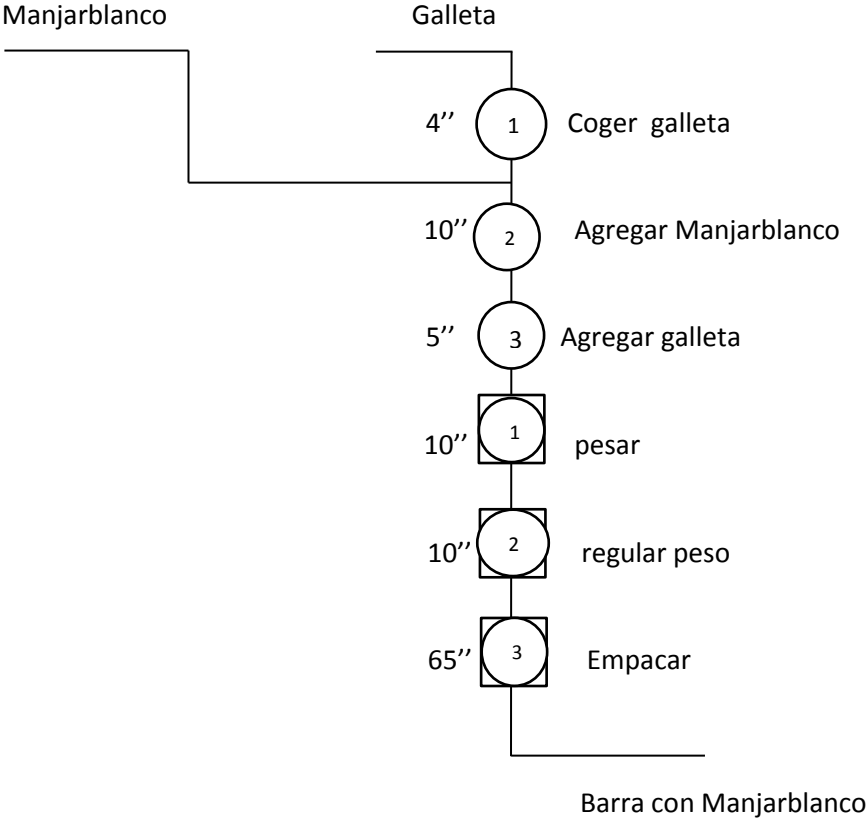 Manjarblanco Galleta
4’’ 1 Coger galleta
10’’ 2 Agregar Manjarblanco
5’’ 3 Agregar galleta
10’’ 1 pesar
10’’ 2 regular peso
65’’ 3 Empacar
Barra con Manjarblanco